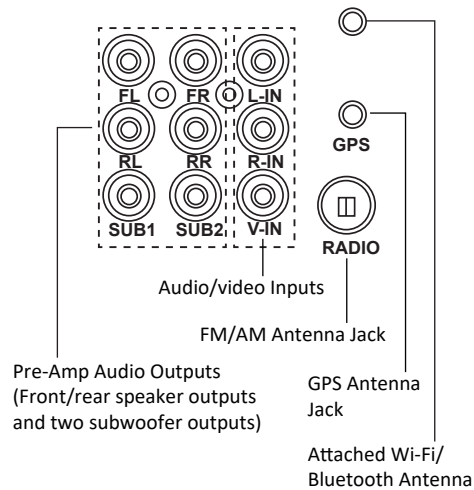 FL FR L-IN
GPS
RL RR R-IN
SUB1 SUB2 V-IN
RADIO
Audio/video Inputs
FM/AM Antenna Jack
Pre-Amp Audio Outputs
(Front/rear speaker outputs
and two subwoofer outputs)
GPS Antenna
Jack
Attached Wi-Fi/
Bluetooth Antenna